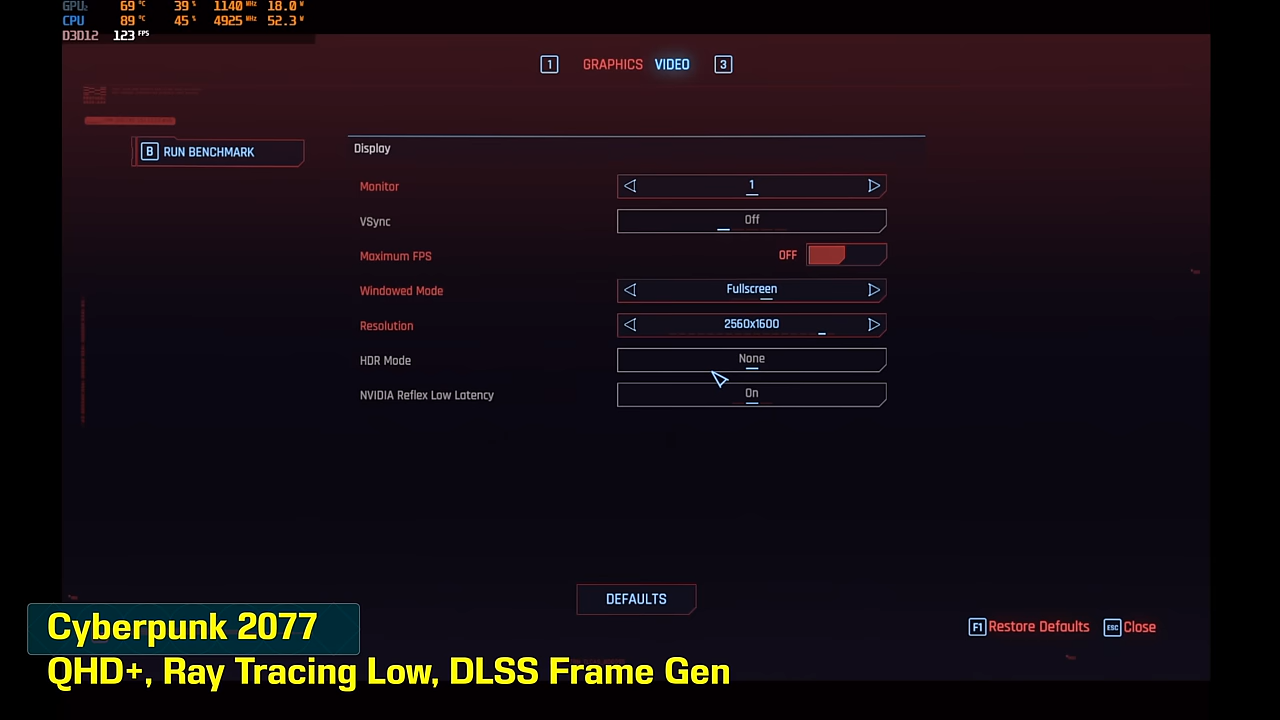 GPU₂ 69 °C 39 % 1140 MHz 18.0 W
CPU 89 °C 45 % 4925 MHz 52.3 W
D3D12 123 FPS
1 GRAPHICS VIDEO 3
B RUN BENCHMARK
Display
Monitor 1
VSync Off
Maximum FPS OFF
Windowed Mode Fullscreen
Resolution 2560x1600
HDR Mode None
NVIDIA Reflex Low Latency On
DEFAULTS
F1 Restore Defaults ESC Close
Cyberpunk 2077
QHD+, Ray Tracing Low, DLSS Frame Gen